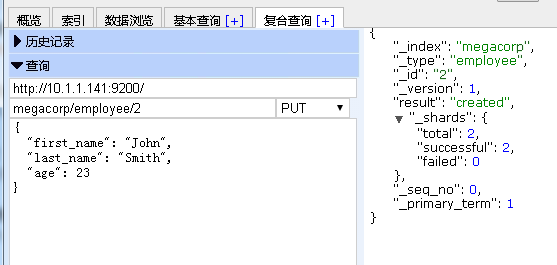 概览 索引 数据浏览 基本查询 [+] 复合查询 [+]
历史记录
查询
http://10.1.1.141:9200/
megacorp/employee/2 PUT
{
"first_name": "John",
"last_name": "Smith",
"age": 23
}
{
"_index": "megacorp",
"_type": "employee",
"_id": "2",
"_version": 1,
"result": "created",
"_shards": {
"total": 2,
"successful": 2,
"failed": 0
},
"_seq_no": 0,
"_primary_term": 1
}